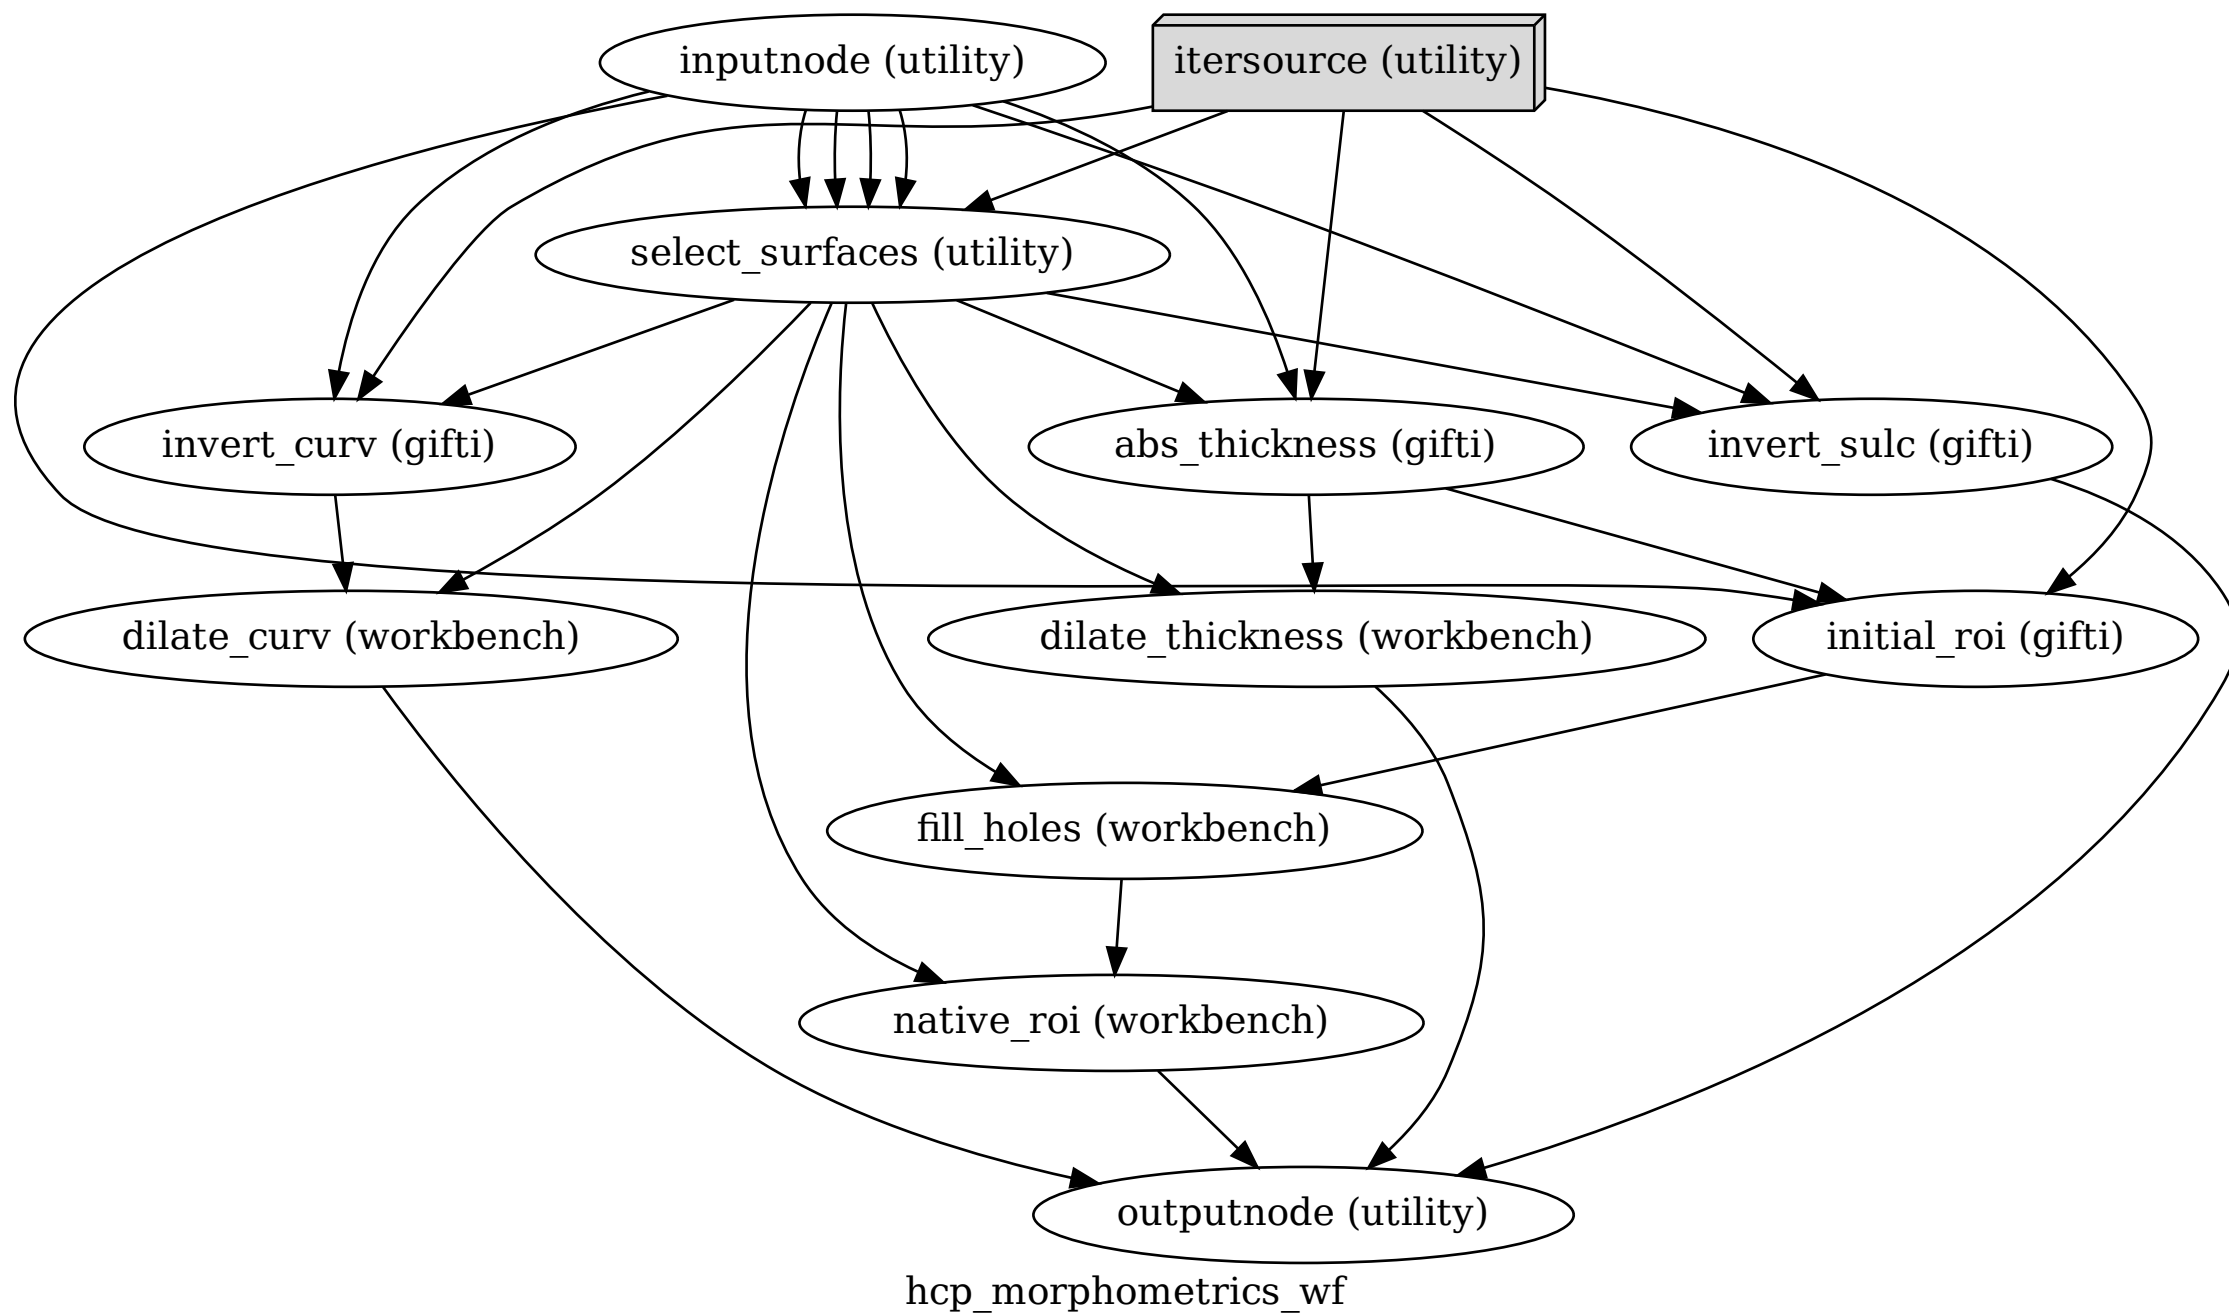 inputnode (utility)
itersource (utility)
select_surfaces (utility)
invert_curv (gifti)
abs_thickness (gifti)
invert_sulc (gifti)
dilate_curv (workbench)
dilate_thickness (workbench)
initial_roi (gifti)
fill_holes (workbench)
native_roi (workbench)
outputnode (utility)
hcp_morphometrics_wf